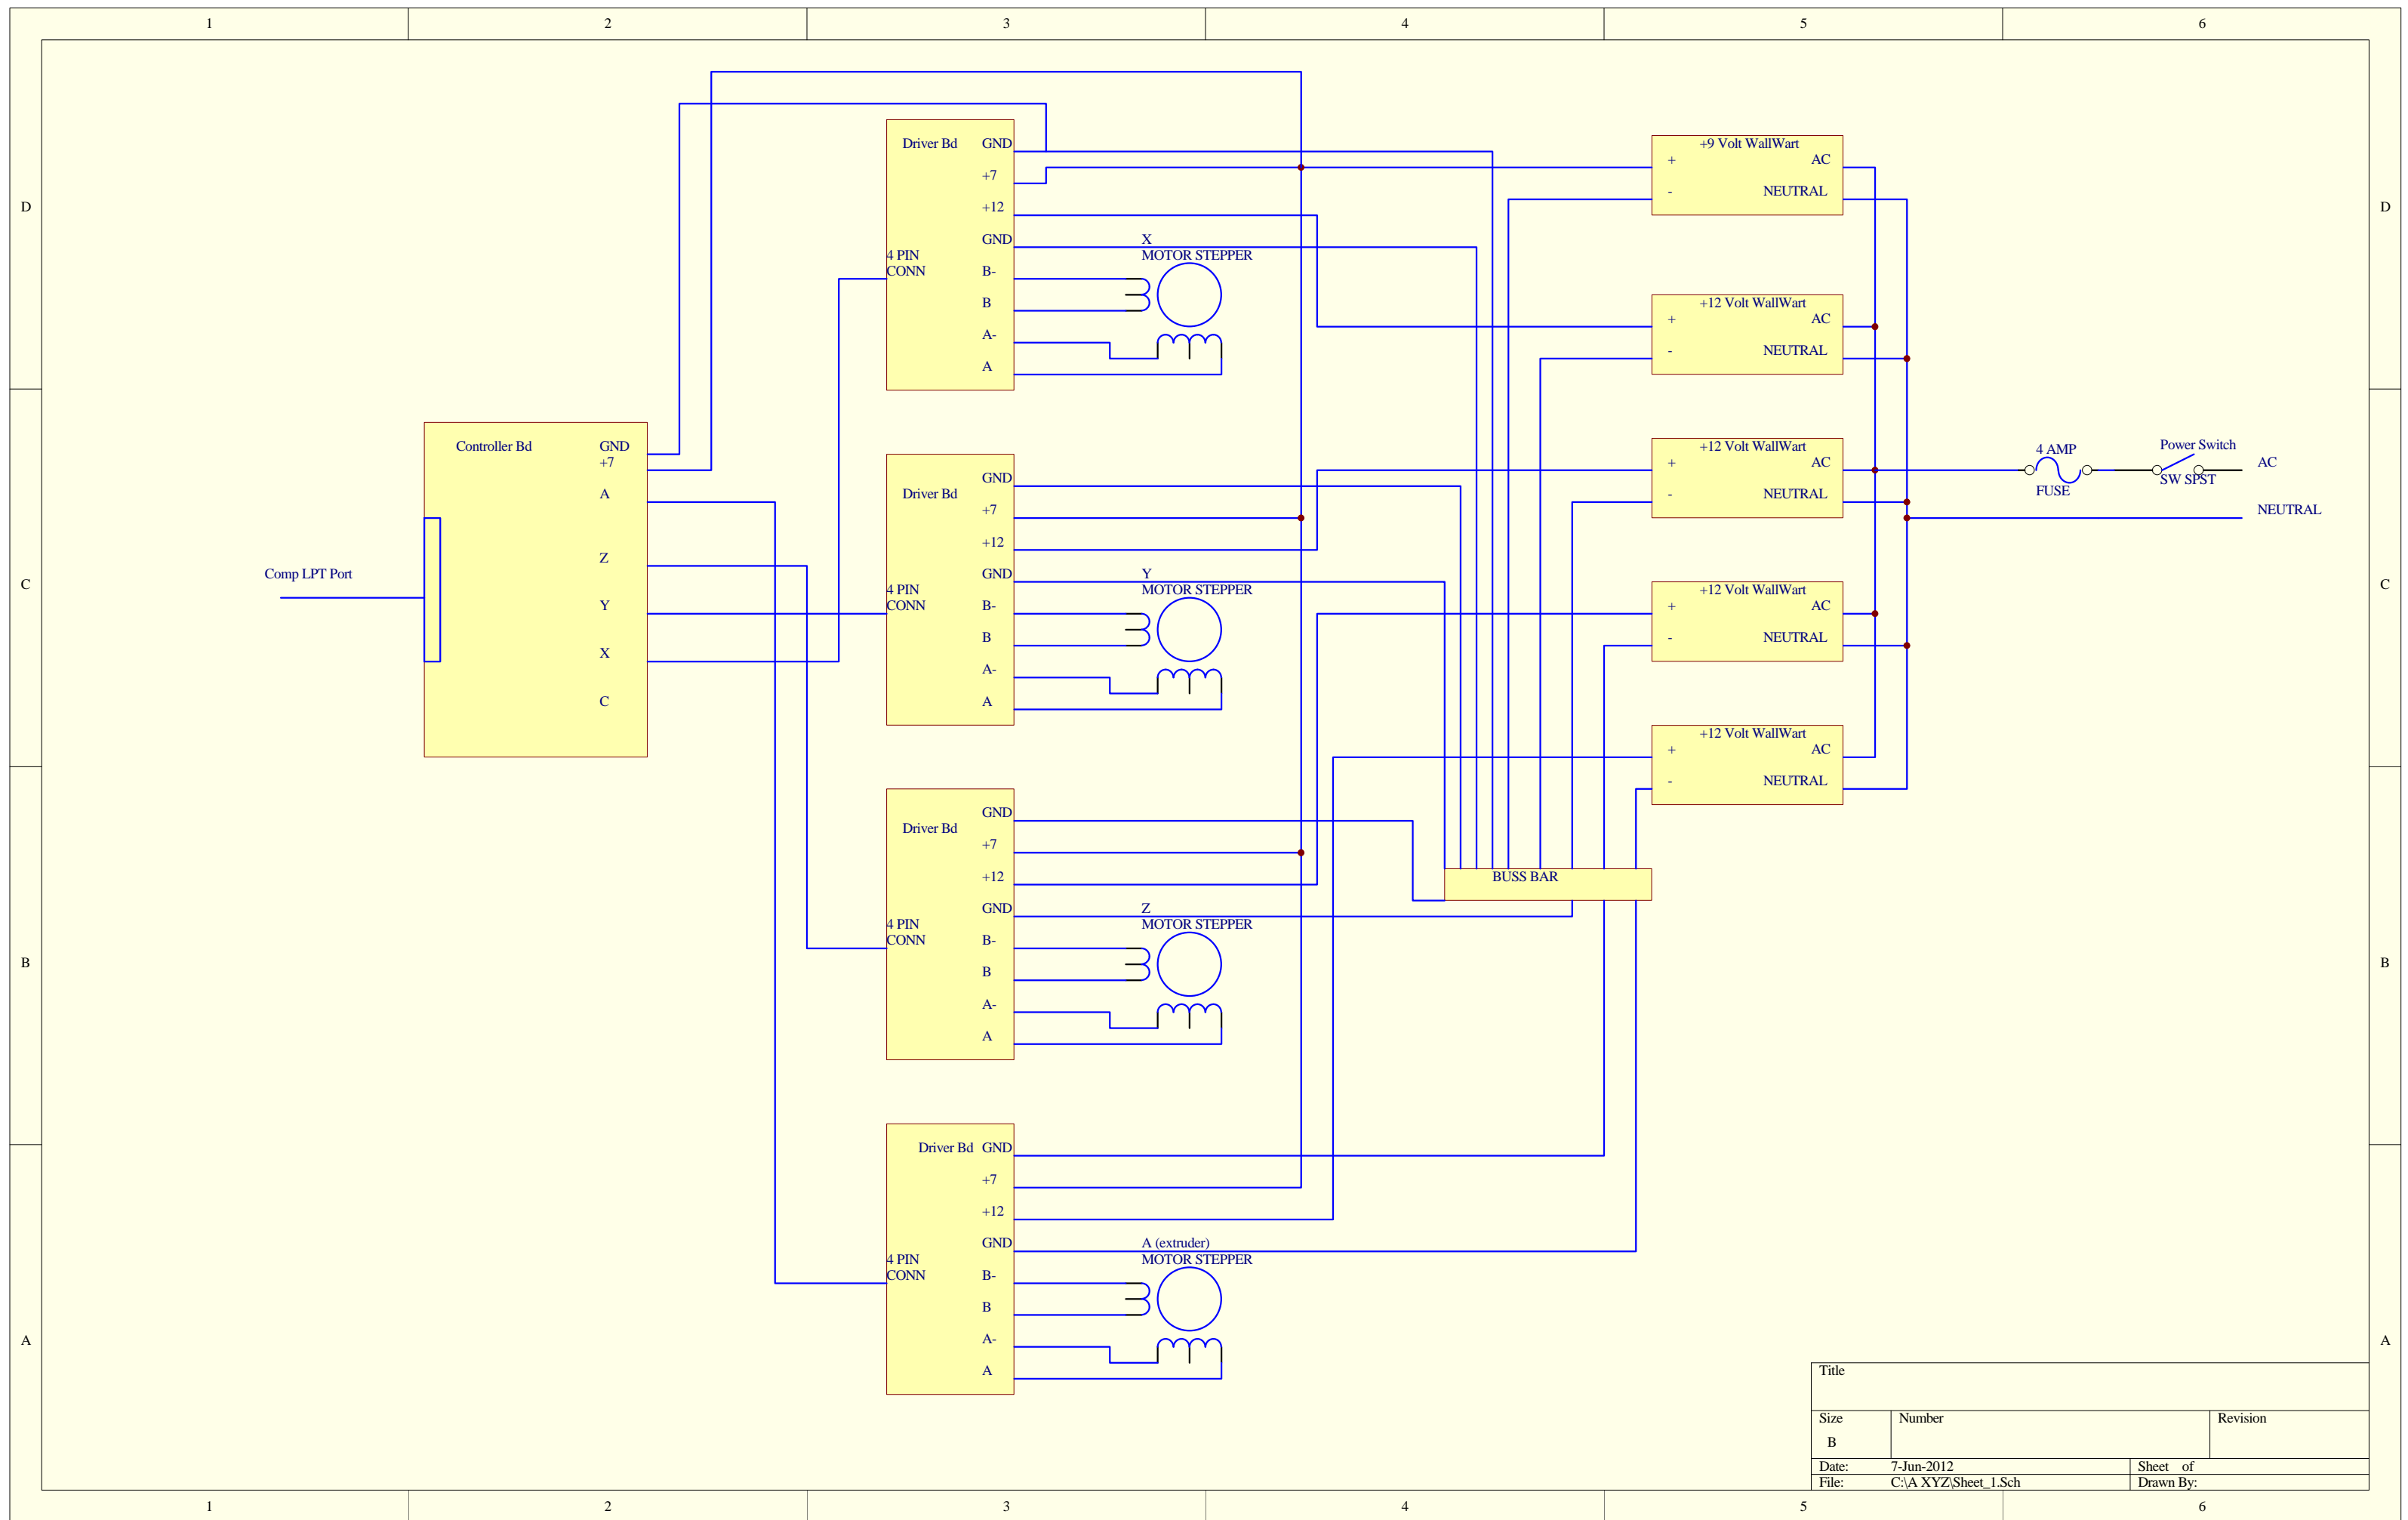 1 2 3 4 5 6
D
C
B
A
Driver Bd GND
+7
+12
GND
4 PIN
CONN
B-
B
A-
A
X
MOTOR STEPPER
+9 Volt WallWart
+ AC
- NEUTRAL
+12 Volt WallWart
+ AC
- NEUTRAL
D
Controller Bd GND
+7
A
Z
Y
X
C
Comp LPT Port
GND
Driver Bd
+7
+12
GND
4 PIN
CONN
B-
B
A-
A
Y
MOTOR STEPPER
+12 Volt WallWart
+ AC
- NEUTRAL
+12 Volt WallWart
+ AC
- NEUTRAL
+12 Volt WallWart
+ AC
- NEUTRAL
4 AMP
FUSE
Power Switch
SW SPST
AC
NEUTRAL
C
GND
Driver Bd
+7
+12
GND
4 PIN
CONN
B-
B
A-
A
Z
MOTOR STEPPER
BUSS BAR
B
Driver Bd GND
+7
+12
GND
4 PIN
CONN
B-
B
A-
A
A (extruder)
MOTOR STEPPER
A
Title
Size Number Revision
B
Date: 7-Jun-2012 Sheet of
File: C:\A XYZ\Sheet_1.Sch Drawn By:
1 2 3 4 5 6